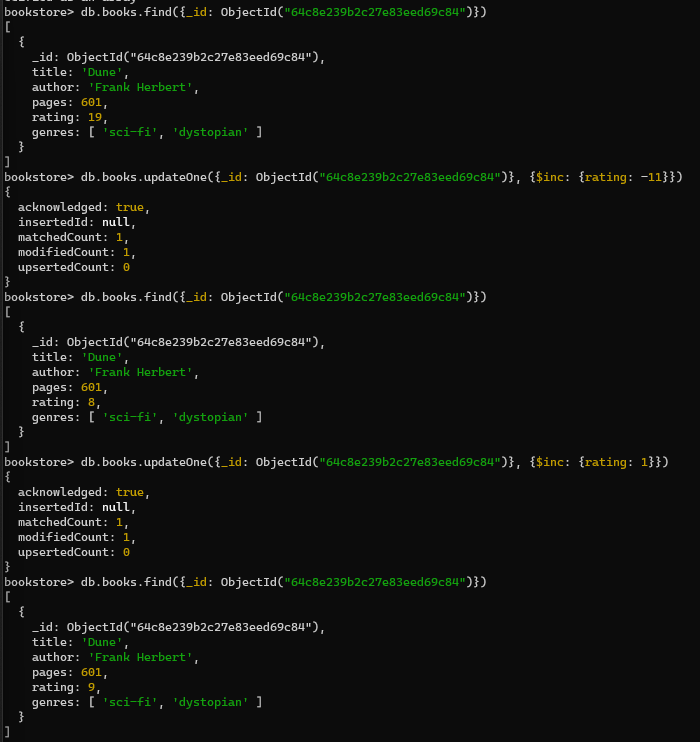 bookstore> db.books.find({_id: ObjectId("64c8e239b2c27e83eed69c84")})
[
  {
    _id: ObjectId("64c8e239b2c27e83eed69c84"),
    title: 'Dune',
    author: 'Frank Herbert',
    pages: 601,
    rating: 19,
    genres: [ 'sci-fi', 'dystopian' ]
  }
]
bookstore> db.books.updateOne({_id: ObjectId("64c8e239b2c27e83eed69c84")}, {$inc: {rating: -11}})
{
  acknowledged: true,
  insertedId: null,
  matchedCount: 1,
  modifiedCount: 1,
  upsertedCount: 0
}
bookstore> db.books.find({_id: ObjectId("64c8e239b2c27e83eed69c84")})
[
  {
    _id: ObjectId("64c8e239b2c27e83eed69c84"),
    title: 'Dune',
    author: 'Frank Herbert',
    pages: 601,
    rating: 8,
    genres: [ 'sci-fi', 'dystopian' ]
  }
]
bookstore> db.books.updateOne({_id: ObjectId("64c8e239b2c27e83eed69c84")}, {$inc: {rating: 1}})
{
  acknowledged: true,
  insertedId: null,
  matchedCount: 1,
  modifiedCount: 1,
  upsertedCount: 0
}
bookstore> db.books.find({_id: ObjectId("64c8e239b2c27e83eed69c84")})
[
  {
    _id: ObjectId("64c8e239b2c27e83eed69c84"),
    title: 'Dune',
    author: 'Frank Herbert',
    pages: 601,
    rating: 9,
    genres: [ 'sci-fi', 'dystopian' ]
  }
]